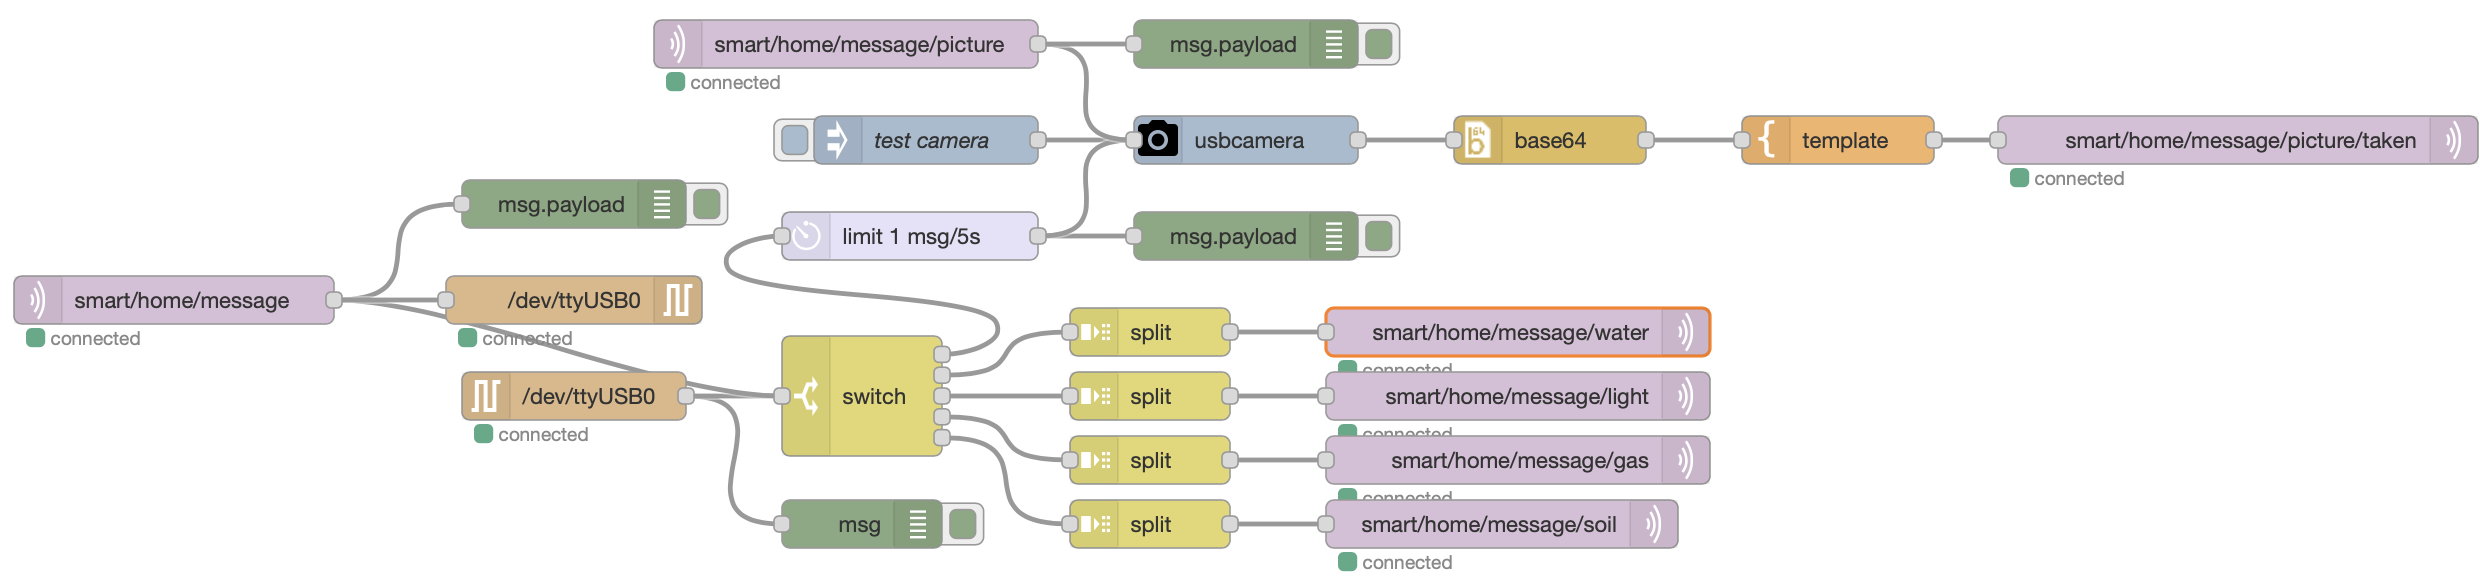 smart/home/message/picture
msg.payload
connected
test camera
usbcamera
base64
template
smart/home/message/picture/taken
connected
msg.payload
limit 1 msg/5s
msg.payload
smart/home/message
connected
/dev/ttyUSB0
connected
split
smart/home/message/water
connected
/dev/ttyUSB0
connected
switch
split
smart/home/message/light
connected
split
smart/home/message/gas
connected
msg
split
smart/home/message/soil
connected